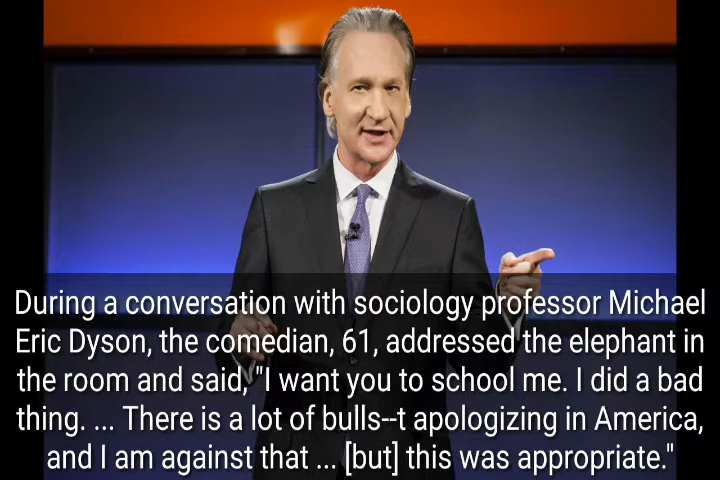 During a conversation with sociology professor Michael
Eric Dyson, the comedian, 61, addressed the elephant in
the room and said, "I want you to school me. I did a bad
thing. ... There is a lot of bulls--t apologizing in America,
and I am against that ... [but] this was appropriate."